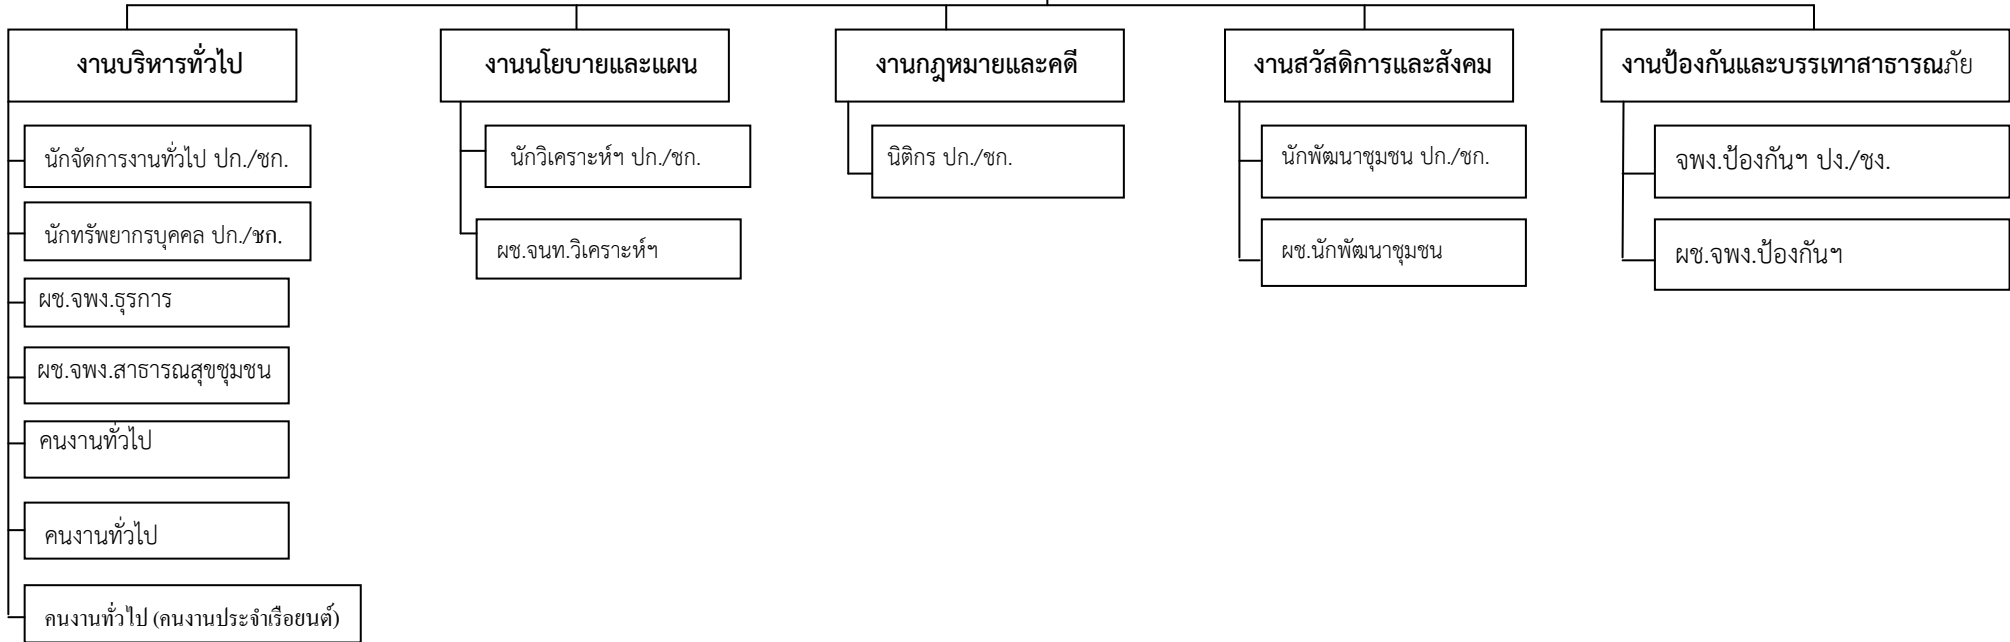 งานบริหารทั่วไป
นักจัดการงานทั่วไป ปก./ชก.
นักทรัพยากรบุคคล ปก./ชก.
ผช.จพง.ธุรการ
ผช.จพง.สาธารณสุขชุมชน
คนงานทั่วไป
คนงานทั่วไป
คนงานทั่วไป (คนงานประจำเรือยนต์)
งานนโยบายและแผน
นักวิเคราะห์ฯ ปก./ชก.
ผช.จนท.วิเคราะห์ฯ
งานกฎหมายและคดี
นิติกร ปก./ชก.
งานสวัสดิการและสังคม
นักพัฒนาชุมชน ปก./ชก.
ผช.นักพัฒนาชุมชน
งานป้องกันและบรรเทาสาธารณภัย
จพง.ป้องกันฯ ปง./ชง.
ผช.จพง.ป้องกันฯ